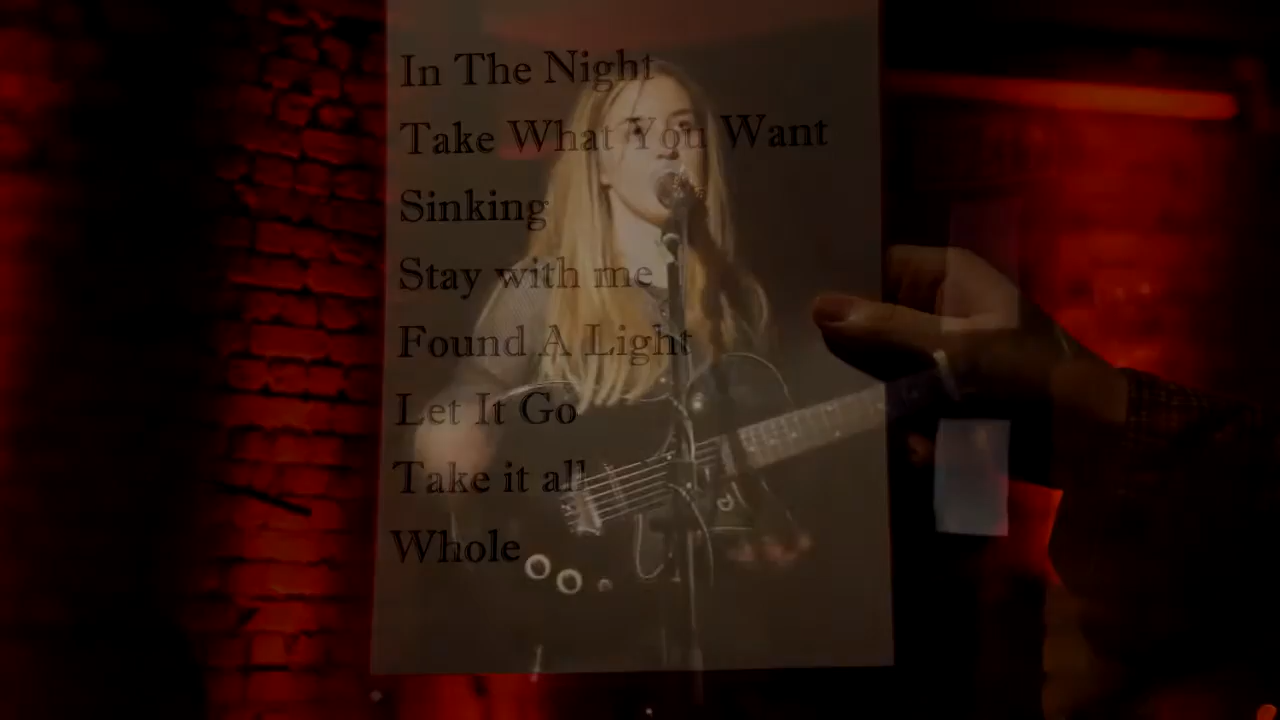 In The Night
Take What You Want
Sinking
Stay with me
Found A Light
Let It Go
Take it all
Whole